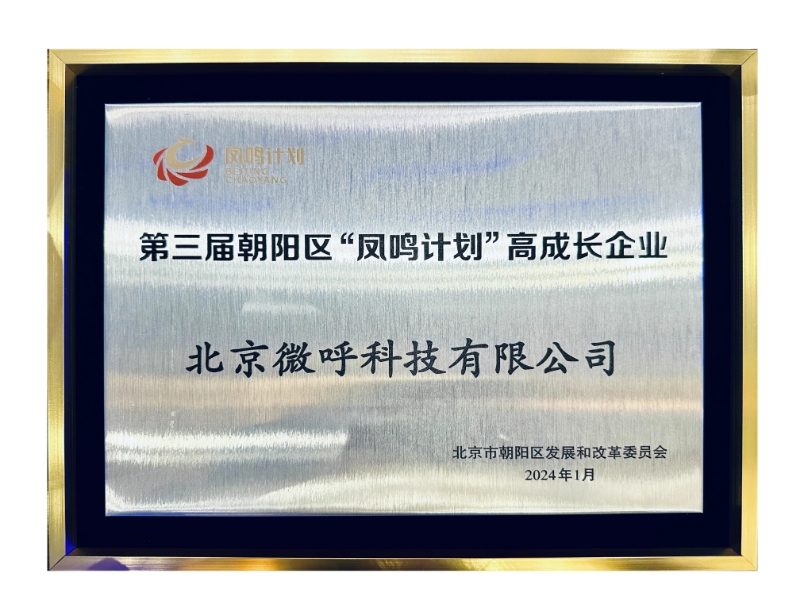 凤鸣计划
BEIJING
CHAOYANG
第三届朝阳区“凤鸣计划”高成长企业
北京微呼科技有限公司
北京市朝阳区发展和改革委员会
2024年1月